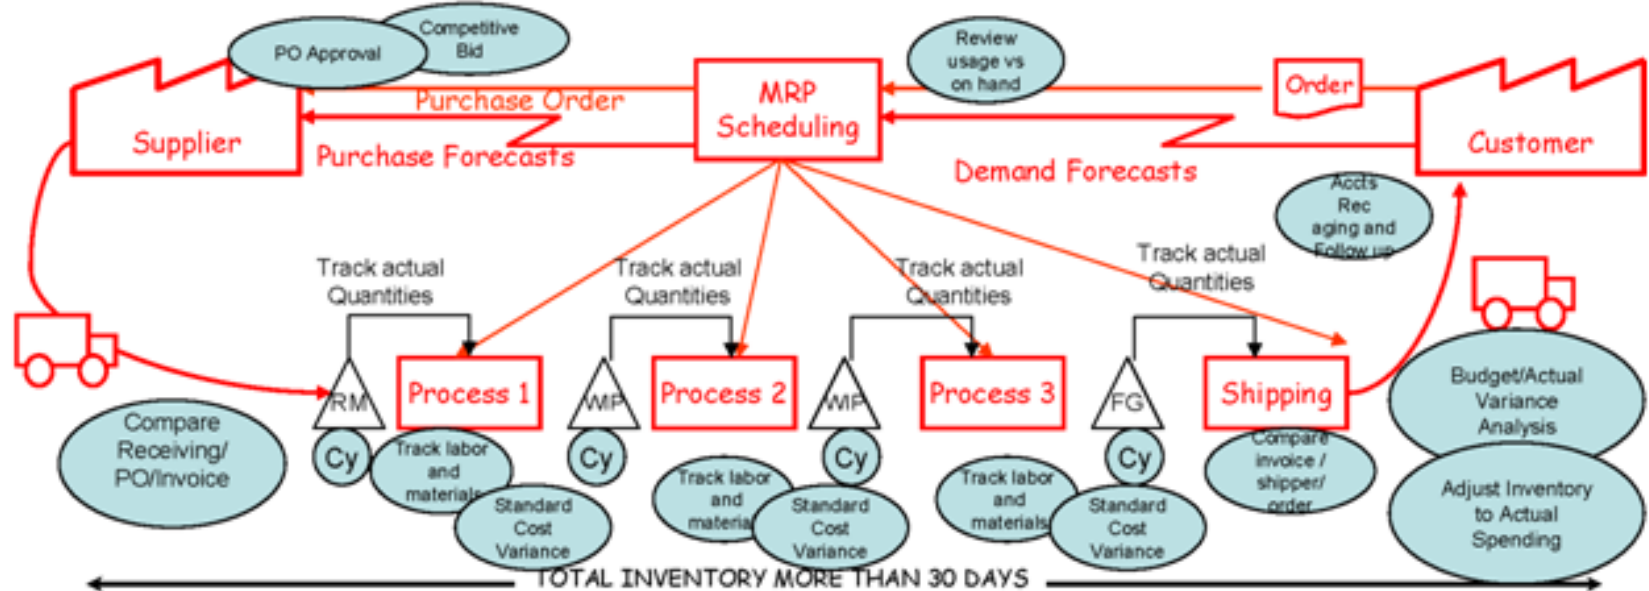 Competitive
Bid
PO Approval
Review
usage vs
on hand
MRP
Scheduling
Order
Purchase Order
Supplier
Customer
Purchase Forecasts
Demand Forecasts
Accts
Rec
aging and
Follow up
Track actual
Quantities
Track actual
Quantities
Track actual
Quantities
Track actual
Quantities
RM
Process 1
WIP
Process 2
WIP
Process 3
FG
Shipping
Budget/Actual
Variance
Analysis
Compare
Receiving/
PO/Invoice
Cy
Track labor
and
materials
Standard
Cost
Variance
Cy
Track labor
and
materia
Standard
Cost
Variance
Cy
Track labor
and
materials
Standard
Cost
Variance
Cy
Compare
invoice /
shipper/
order
Adjust Inventory
to Actual
Spending
TOTAL INVENTORY MORE THAN 30 DAYS